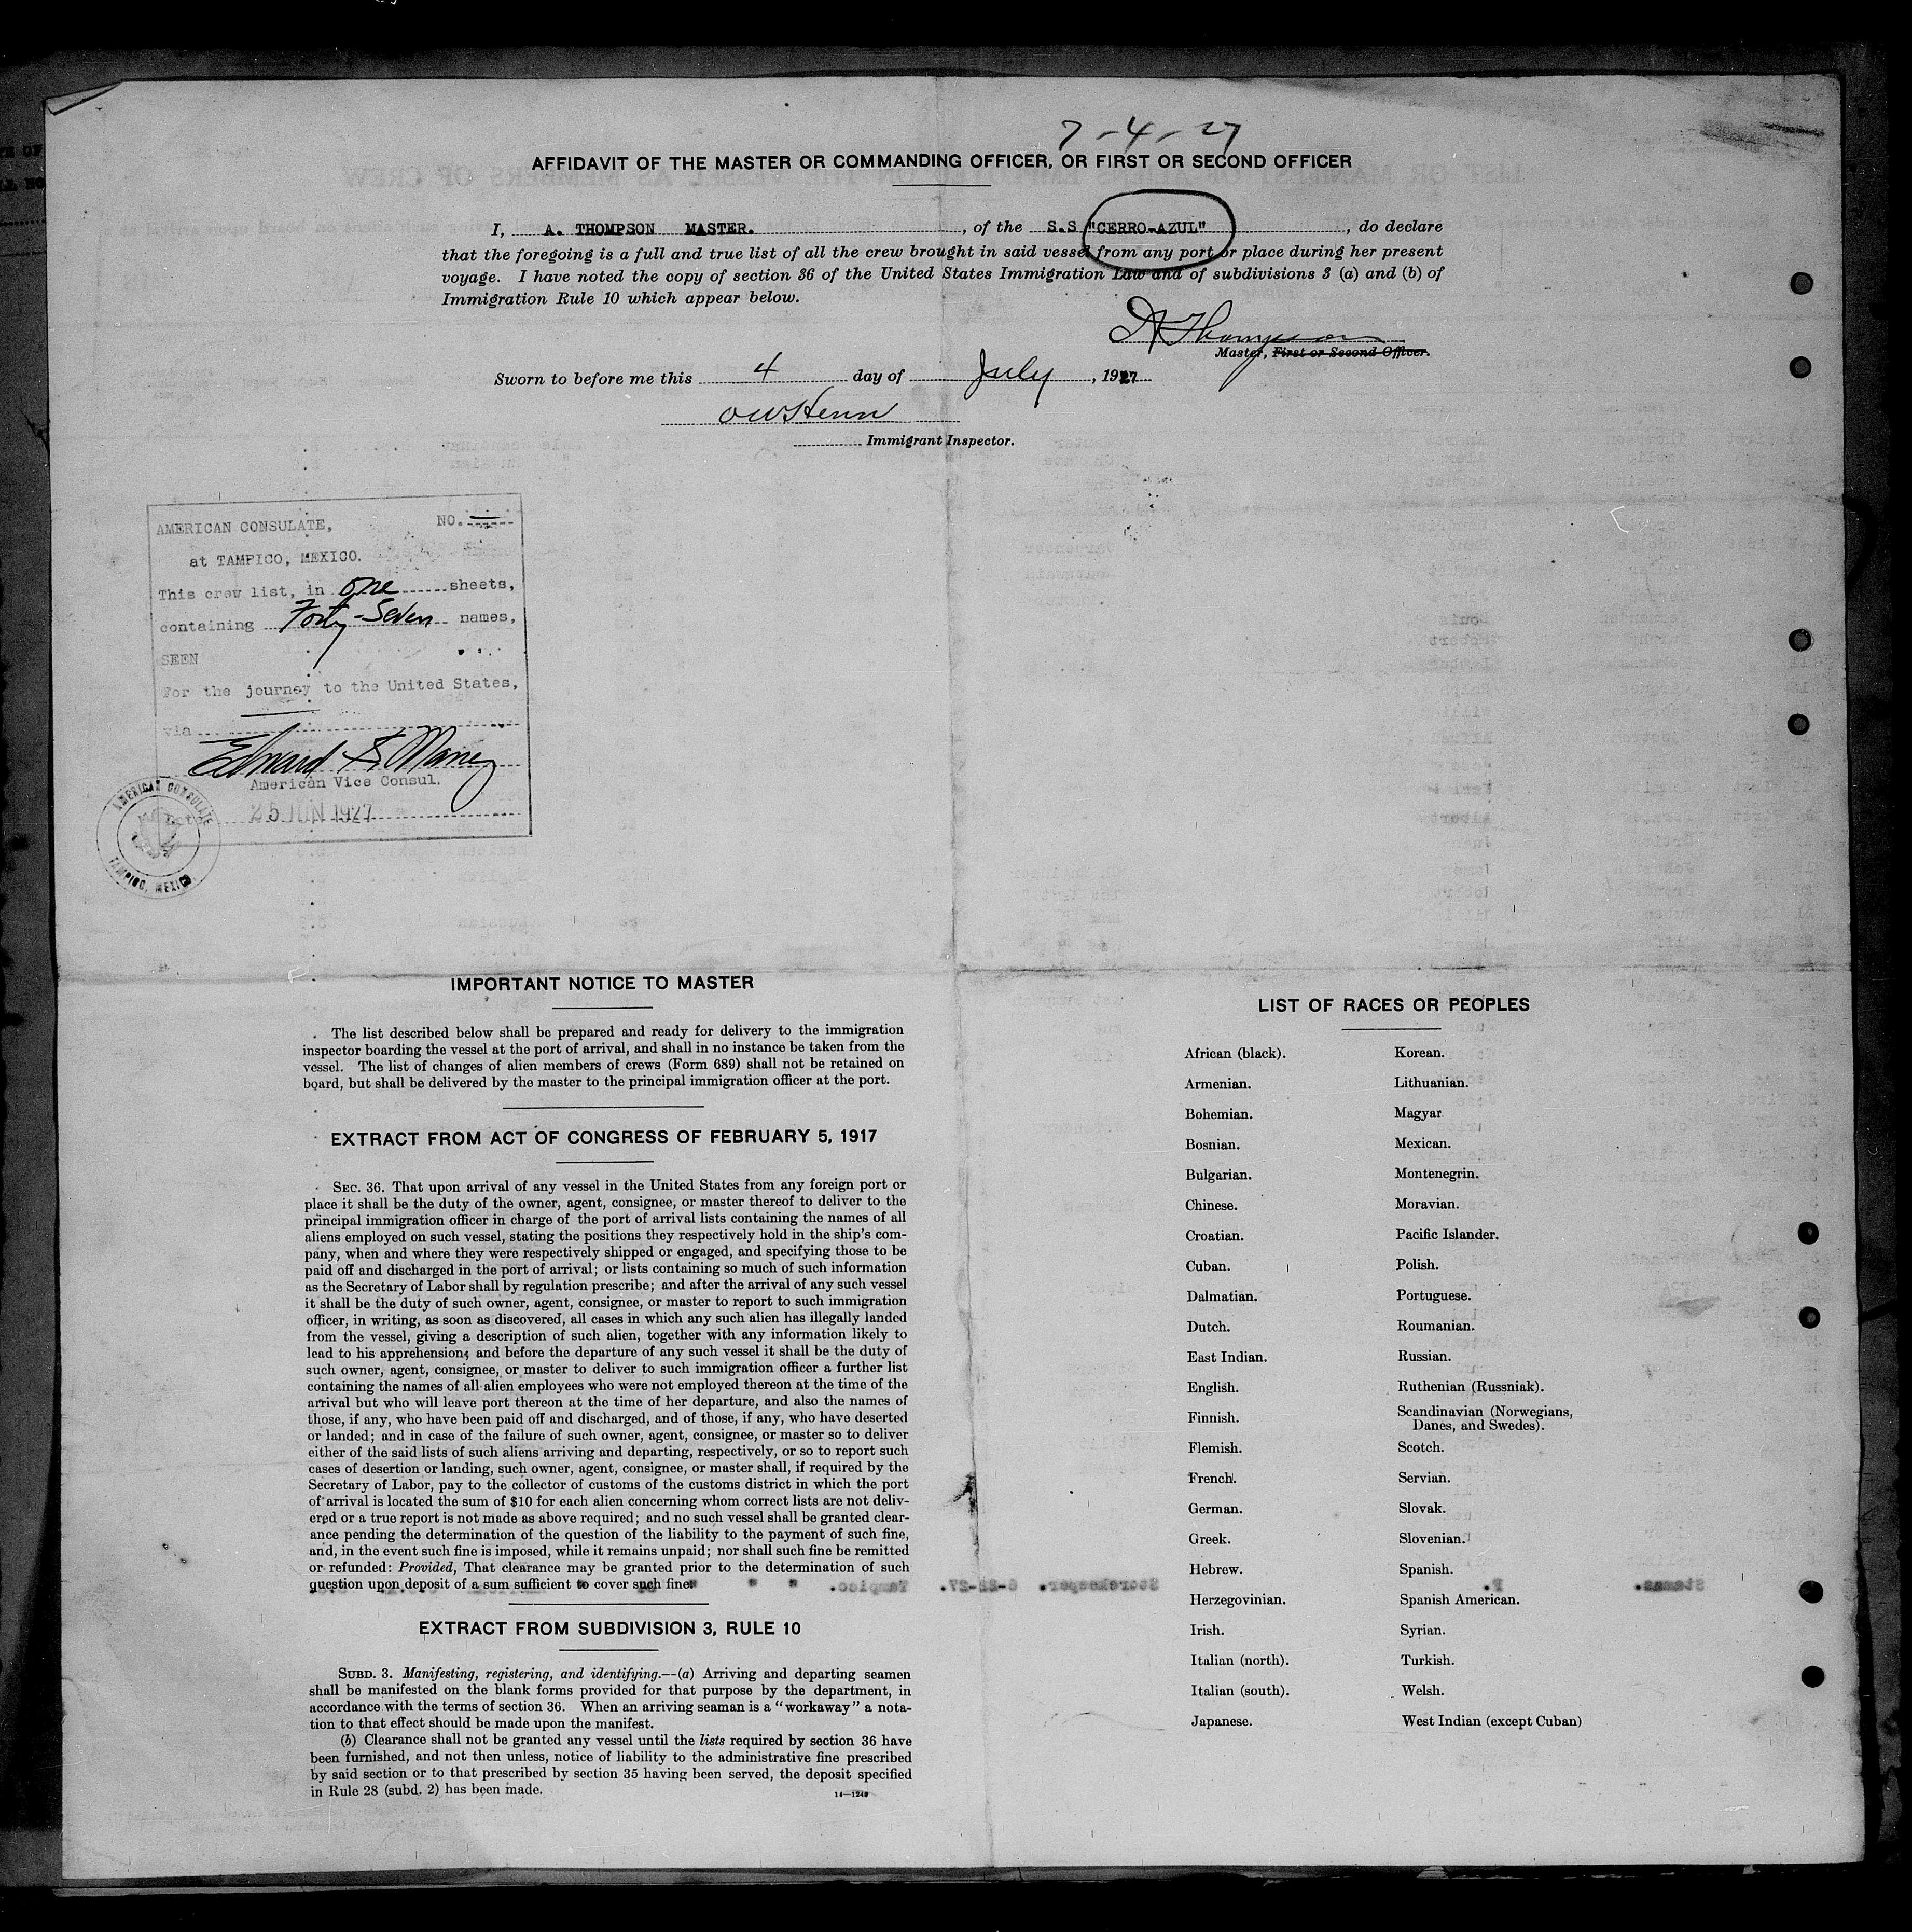 7-4-27
AFFIDAVIT OF THE MASTER OR COMMANDING OFFICER, OR FIRST OR SECOND OFFICER
I, A. THOMPSON MASTER., of the S.S "CERRO-AZUL", do declare
that the foregoing is a full and true list of all the crew brought in said vessel from any port or place during her present
voyage. I have noted the copy of section 36 of the United States Immigration Law and of subdivisions 3 (a) and (b) of
Immigration Rule 10 which appear below.
A Thompson
Master, First or Second Officer.
Sworn to before me this 4 day of July, 1927
Immigrant Inspector.
AMERICAN CONSULATE, NO.
at TAMPICO, MEXICO.
This crew list, in one sheets,
containing Forty-Seven names,
SEEN
For the journey to the United States,
via
Edward S Maney
American Vice Consul.
25 JUN 1927
AMERICAN CONSULATE
TAMPICO, MEXICO.
IMPORTANT NOTICE TO MASTER
The list described below shall be prepared and ready for delivery to the immigration
inspector boarding the vessel at the port of arrival, and shall in no instance be taken from the
vessel. The list of changes of alien members of crews (Form 689) shall not be retained on
board, but shall be delivered by the master to the principal immigration officer at the port.
EXTRACT FROM ACT OF CONGRESS OF FEBRUARY 5, 1917
SEC. 36. That upon arrival of any vessel in the United States from any foreign port or
place it shall be the duty of the owner, agent, consignee, or master thereof to deliver to the
principal immigration officer in charge of the port of arrival lists containing the names of all
aliens employed on such vessel, stating the positions they respectively hold in the ship's com-
pany, when and where they were respectively shipped or engaged, and specifying those to be
paid off and discharged in the port of arrival; or lists containing so much of such information
as the Secretary of Labor shall by regulation prescribe; and after the arrival of any such vessel
it shall be the duty of such owner, agent, consignee, or master to report to such immigration
officer, in writing, as soon as discovered, all cases in which any such alien has illegally landed
from the vessel, giving a description of such alien, together with any information likely to
lead to his apprehension; and before the departure of any such vessel it shall be the duty of
such owner, agent, consignee, or master to deliver to such immigration officer a further list
containing the names of all alien employees who were not employed thereon at the time of the
arrival but who will leave port thereon at the time of her departure, and also the names of
those, if any, who have been paid off and discharged, and of those, if any, who have deserted
or landed; and in case of the failure of such owner, agent, consignee, or master so to deliver
either of the said lists of such aliens arriving and departing, respectively, or so to report such
cases of desertion or landing, such owner, agent, consignee, or master shall, if required by the
Secretary of Labor, pay to the collector of customs of the customs district in which the port
of arrival is located the sum of $10 for each alien concerning whom correct lists are not deliv-
ered or a true report is not made as above required; and no such vessel shall be granted clear-
ance pending the determination of the question of the liability to the payment of such fine,
and, in the event such fine is imposed, while it remains unpaid; nor shall such fine be remitted
or refunded: Provided, That clearance may be granted prior to the determination of such
question upon deposit of a sum sufficient to cover such fine.
EXTRACT FROM SUBDIVISION 3, RULE 10
SUBD. 3. Manifesting, registering, and identifying.--(a) Arriving and departing seamen
shall be manifested on the blank forms provided for that purpose by the department, in
accordance with the terms of section 36. When an arriving seaman is a "workaway" a nota-
tion to that effect should be made upon the manifest.
(b) Clearance shall not be granted any vessel until the lists required by section 36 have
been furnished, and not then unless, notice of liability to the administrative fine prescribed
by said section or to that prescribed by section 35 having been served, the deposit specified
in Rule 28 (subd. 2) has been made.
14—1249
LIST OF RACES OR PEOPLES
African (black).
Armenian.
Bohemian.
Bosnian.
Bulgarian.
Chinese.
Croatian.
Cuban.
Dalmatian.
Dutch.
East Indian.
English.
Finnish.
Flemish.
French.
German.
Greek.
Hebrew.
Herzegovinian.
Irish.
Italian (north).
Italian (south).
Japanese.
Korean.
Lithuanian.
Magyar.
Mexican.
Montenegrin.
Moravian.
Pacific Islander.
Polish.
Portuguese.
Roumanian.
Russian.
Ruthenian (Russniak).
Scandinavian (Norwegians,
Danes, and Swedes).
Scotch.
Servian.
Slovak.
Slovenian.
Spanish.
Spanish American.
Syrian.
Turkish.
Welsh.
West Indian (except Cuban)